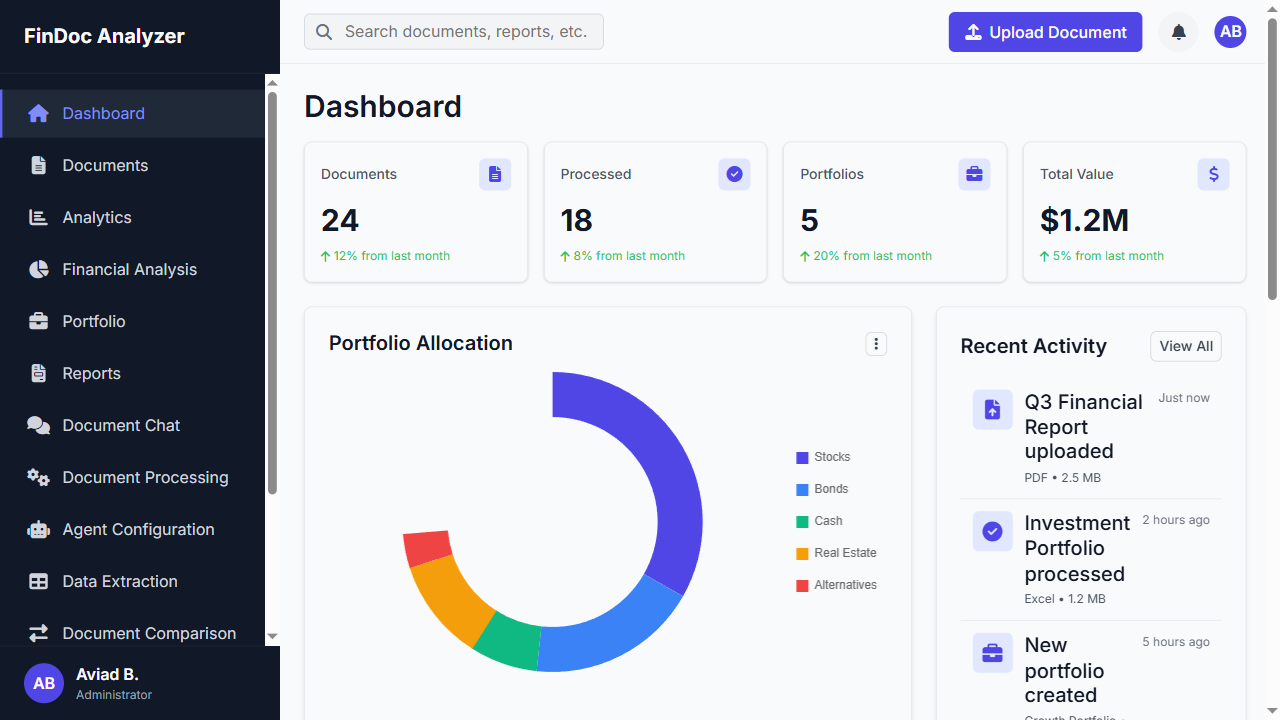 FinDoc Analyzer
Search documents, reports, etc.
Upload Document
AB
Dashboard
Documents
Analytics
Financial Analysis
Portfolio
Reports
Document Chat
Document Processing
Agent Configuration
Data Extraction
Document Comparison
AB
Aviad B.
Administrator
Dashboard
Documents
24
12% from last month
Processed
18
8% from last month
Portfolios
5
20% from last month
Total Value
$
$1.2M
5% from last month
Portfolio Allocation
Stocks
Bonds
Cash
Real Estate
Alternatives
Recent Activity
View All
Q3 Financial
Report
uploaded
Just now
PDF • 2.5 MB
Investment
Portfolio
processed
2 hours ago
Excel • 1.2 MB
New
portfolio
created
5 hours ago
Growth Portfolio •